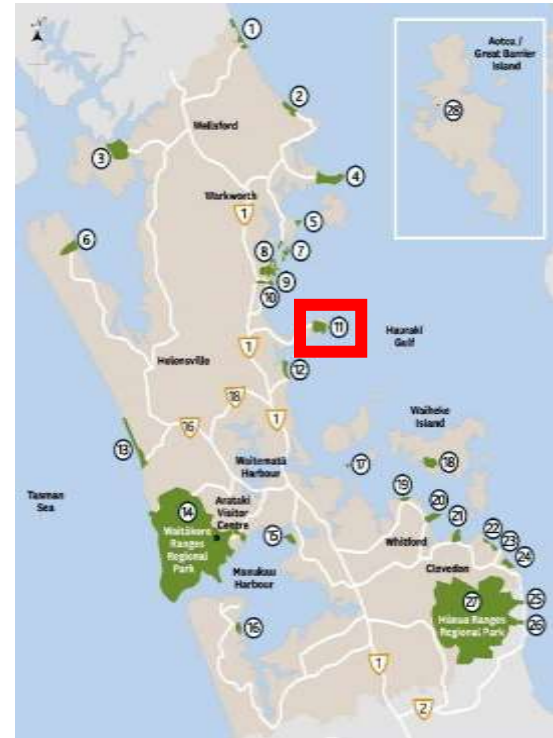 1
Aotea /
Great Barrier
Island
2
28
Wellsford
3
4
Warkworth
1
5
6
8
7
9
10
11
Hauraki
Gulf
1
Helensville
12
18
1
16
Waiheke
Island
13
Waitematā
Harbour
17
18
Tasman
Sea
14
Arataki
Visitor
Centre
19
20
15
21
Waitākere
Ranges
Regional
Park
Whitford
22
23
24
Manukau
Harbour
Clevedon
25
27
Hūnua Ranges
Regional Park
26
16
1
2